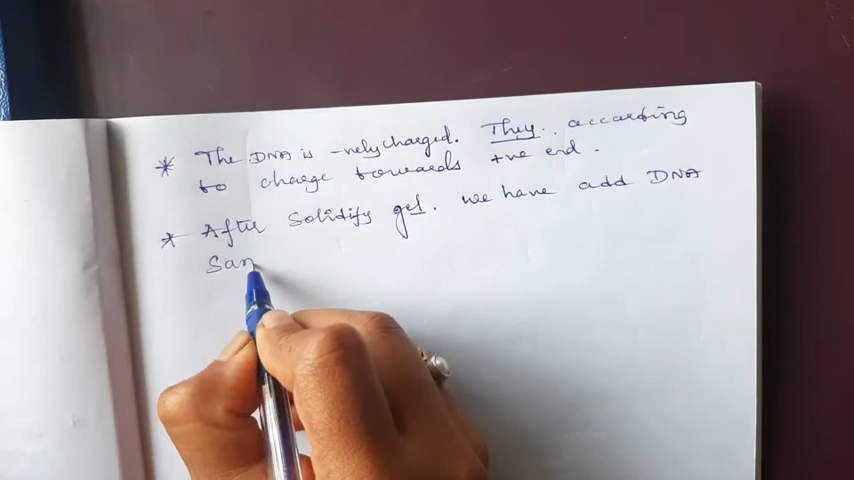 * The DNA is -vely charged. They.. according
to charge towards +ve end.
* After Solidify gel. we have add DNA
Sam